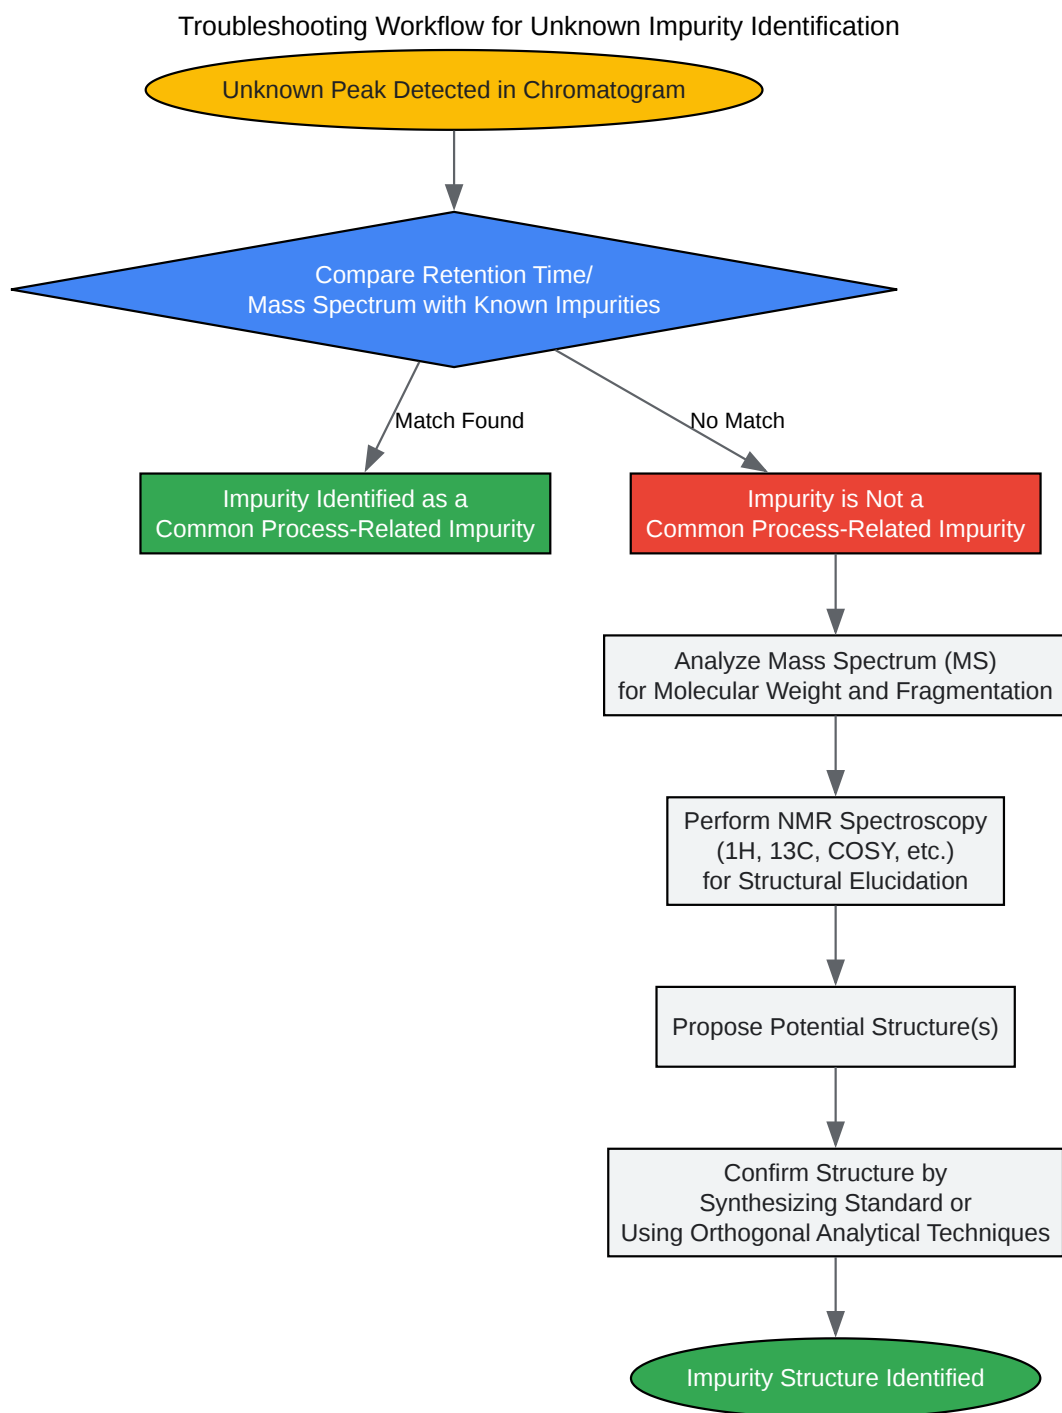 Troubleshooting Workflow for Unknown Impurity Identification
Unknown Peak Detected in Chromatogram
Compare Retention Time/
Mass Spectrum with Known Impurities
Match Found
No Match
Impurity Identified as a
Common Process-Related Impurity
Impurity is Not a
Common Process-Related Impurity
Analyze Mass Spectrum (MS)
for Molecular Weight and Fragmentation
Perform NMR Spectroscopy
(1H, 13C, COSY, etc.)
for Structural Elucidation
Propose Potential Structure(s)
Confirm Structure by
Synthesizing Standard or
Using Orthogonal Analytical Techniques
Impurity Structure Identified